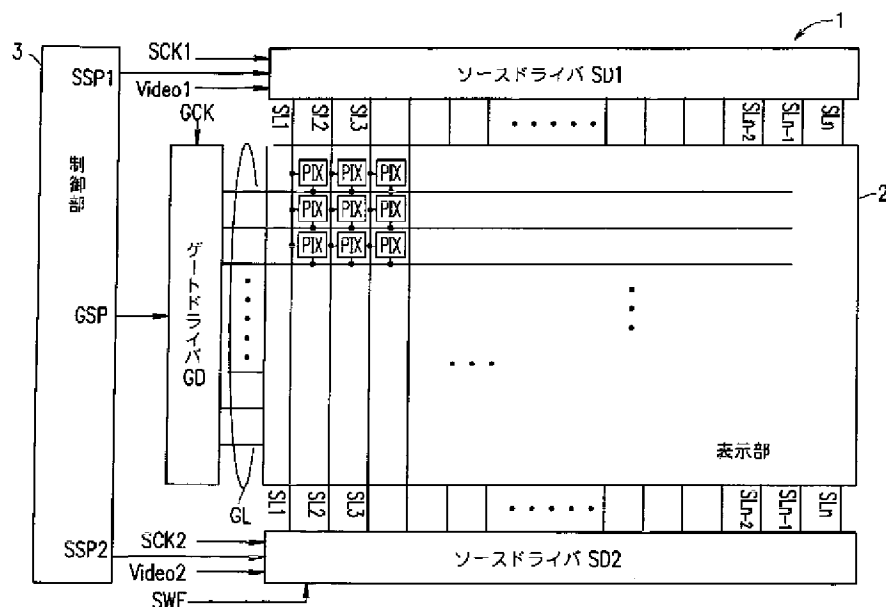 1
3
SCK1
SSP1
Video1
ソースドライバ SD1
SL1
SL2
SL3
SLn-2
SLn-1
SLn
GCK
制御部
ゲートドライバ GD
GSP
PIX PIX PIX
PIX PIX PIX
PIX PIX PIX
2
表示部
GL
SL1
SL2
SL3
SLn-2
SLn-1
SLn
SCK2
SSP2
Video2
ソースドライバ SD2
SWE